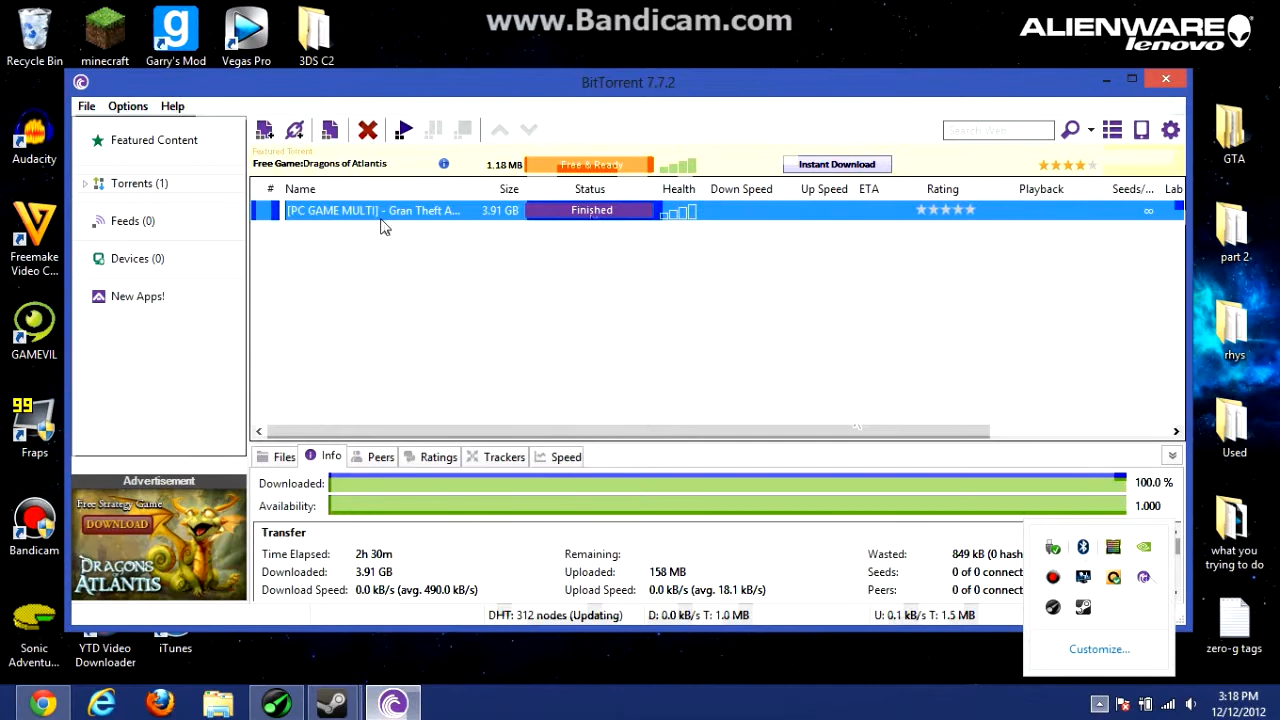 www.Bandicam.com
ALIENWARE
lenovo
Recycle Bin
minecraft
Garry's Mod
Vegas Pro
3DS C2
BitTorrent 7.7.2
File Options Help
Search Web
Featured Content
Torrents (1)
Feeds (0)
Devices (0)
New Apps!
Featured Torrent
Free Game:Dragons of Atlantis
1.18 MB
Free & Ready
Instant Download
# Name Size Status Health Down Speed Up Speed ETA Rating Playback Seeds/... Lab
[PC GAME MULTI] - Gran Theft A... 3.91 GB Finished ∞
Files Info Peers Ratings Trackers Speed
Downloaded: 100.0 %
Availability: 1.000
Transfer
Time Elapsed: 2h 30m Remaining: Wasted: 849 kB (0 hash
Downloaded: 3.91 GB Uploaded: 158 MB Seeds: 0 of 0 connect
Download Speed: 0.0 kB/s (avg. 490.0 kB/s) Upload Speed: 0.0 kB/s (avg. 18.1 kB/s) Peers: 0 of 0 connect
DHT: 312 nodes (Updating) D: 0.0 kB/s T: 1.0 MB U: 0.1 kB/s T: 1.5 MB
Advertisement
Free Strategy Game
DOWNLOAD
DRAGONS OF ATLANTIS
Customize...
Audacity
Freemake
Video C...
GAMEVIL
99
Fraps
Bandicam
Sonic
Adventu...
YTD Video
Downloader
iTunes
GTA
part 2
rhys
Used
what you
trying to do
zero-g tags
3:18 PM
12/12/2012